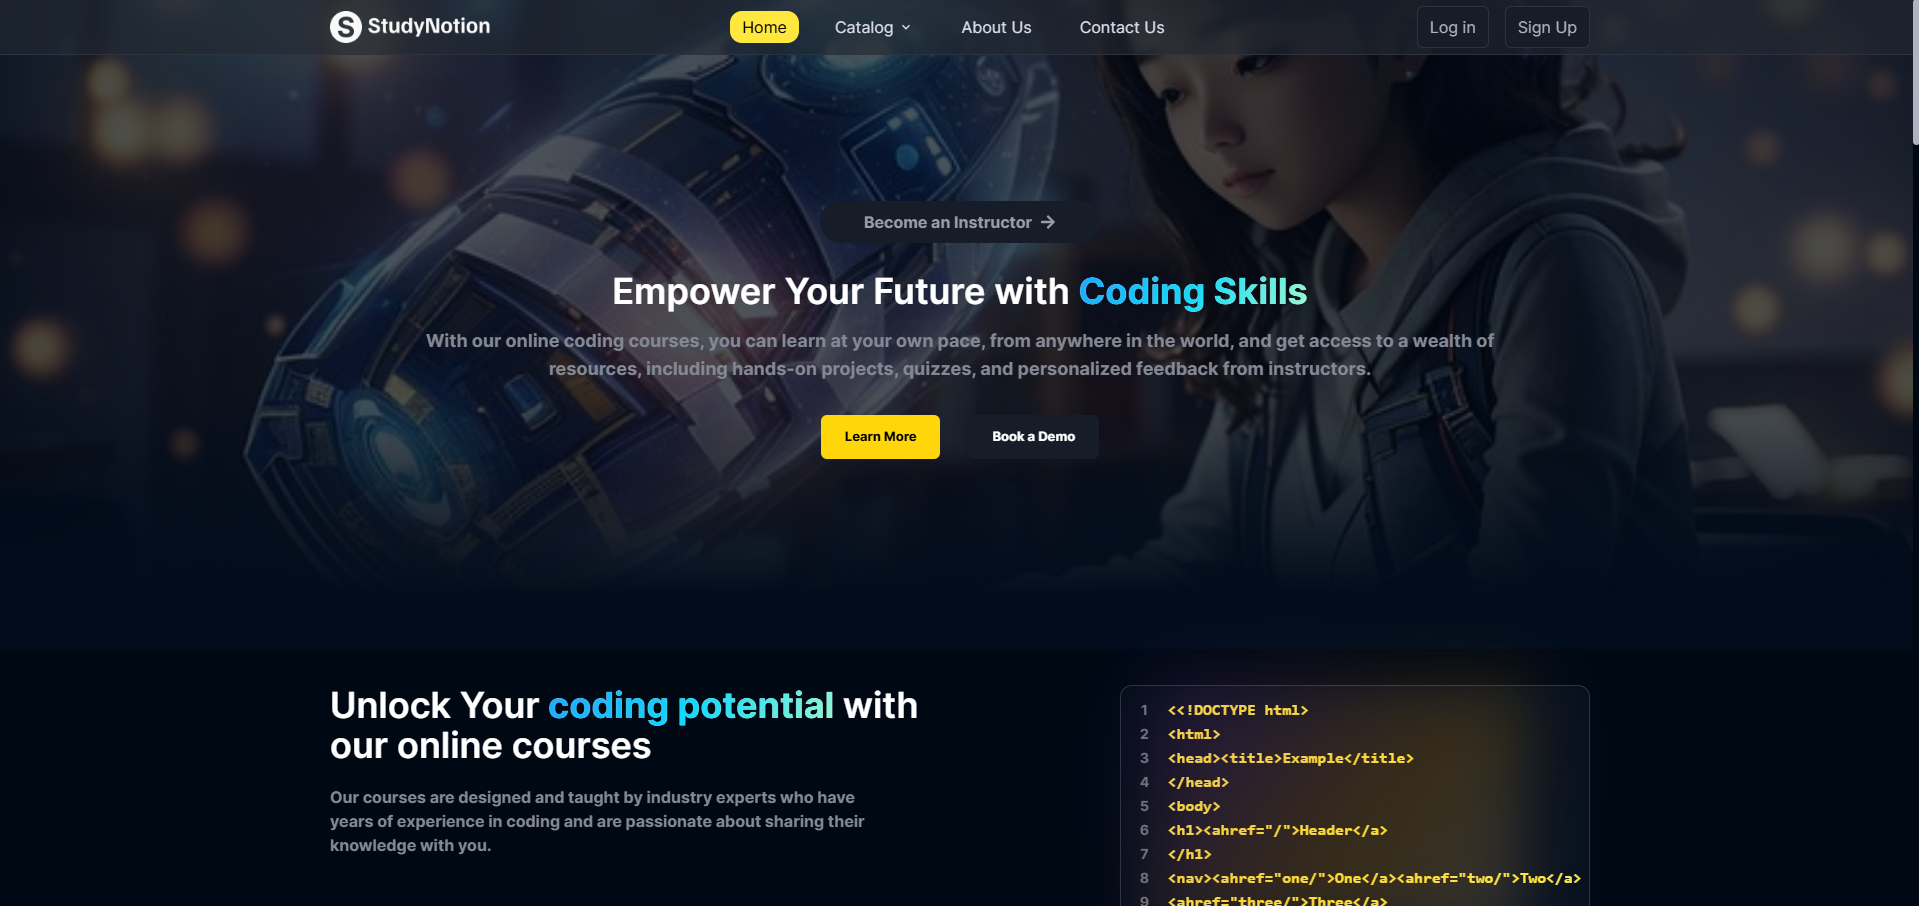 S StudyNotion
Home
Catalog
About Us
Contact Us
Log in
Sign Up
Become an Instructor →
Empower Your Future with Coding Skills
With our online coding courses, you can learn at your own pace, from anywhere in the world, and get access to a wealth of
resources, including hands-on projects, quizzes, and personalized feedback from instructors.
Learn More
Book a Demo
Unlock Your coding potential with
our online courses
Our courses are designed and taught by industry experts who have
years of experience in coding and are passionate about sharing their
knowledge with you.
1 <<!DOCTYPE html>
2 <html>
3 <head><title>Example</title>
4 </head>
5 <body>
6 <h1><ahref="/">Header</a>
7 </h1>
8 <nav><ahref="one/">One</a><ahref="two/">Two</a>
9 <ahref="three/">Three</a>